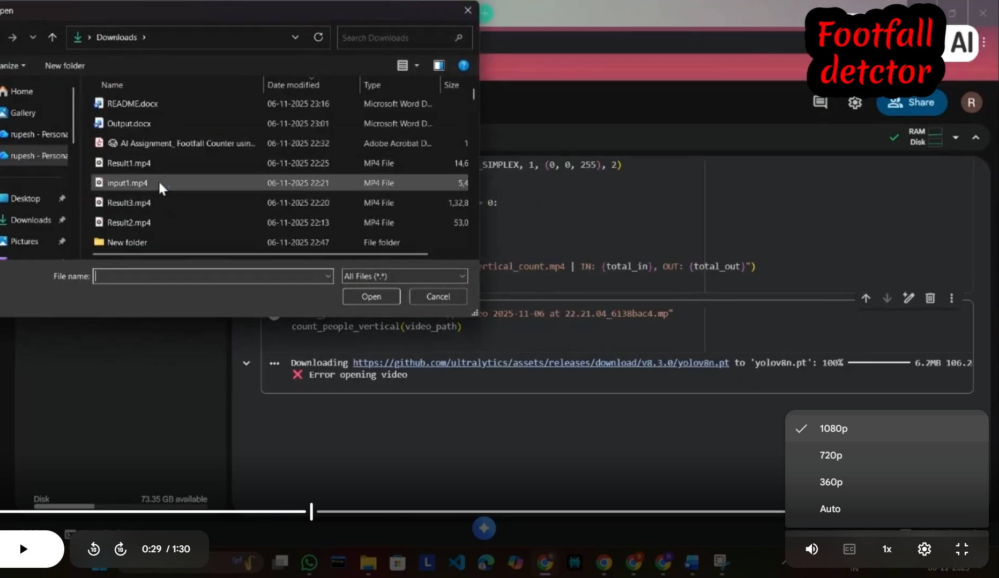 pen
Footfall
detctor
AI
Downloads
Search Downloads
anize
New folder
Name Date modified Type Size
Home
Gallery
rupesh - Persona
rupesh - Persona
Desktop
Downloads
Pictures
README.docx 06-11-2025 23:16 Microsoft Word D...
Output.docx 06-11-2025 23:01 Microsoft Word D...
AI Assignment_ Footfall Counter usin... 06-11-2025 22:32 Adobe Acrobat D... 1
Result1.mp4 06-11-2025 22:25 MP4 File 14,6
input1.mp4 06-11-2025 22:21 MP4 File 5,4
Result3.mp4 06-11-2025 22:20 MP4 File 1,32,8
Result2.mp4 06-11-2025 22:13 MP4 File 53,0
New folder 06-11-2025 22:47 File folder
File name: All Files (*.*)
Open Cancel
Share R
RAM
Disk
_SIMPLEX, 1, (0, 0, 255), 2)
= 0:
ertical_count.mp4 | IN: {total_in}, OUT: {total_out}")
eo 2025-11-06 at 22.21.04_6138bac4.mp"
count_people_vertical(video_path)
Downloading https://github.com/ultralytics/assets/releases/download/v8.3.0/yolov8n.pt to 'yolov8n.pt': 100% 6.2MB 106.2
❌ Error opening video
1080p
720p
360p
Auto
Disk 73.35 GB available
10 10 0:29 / 1:30
CC 1x